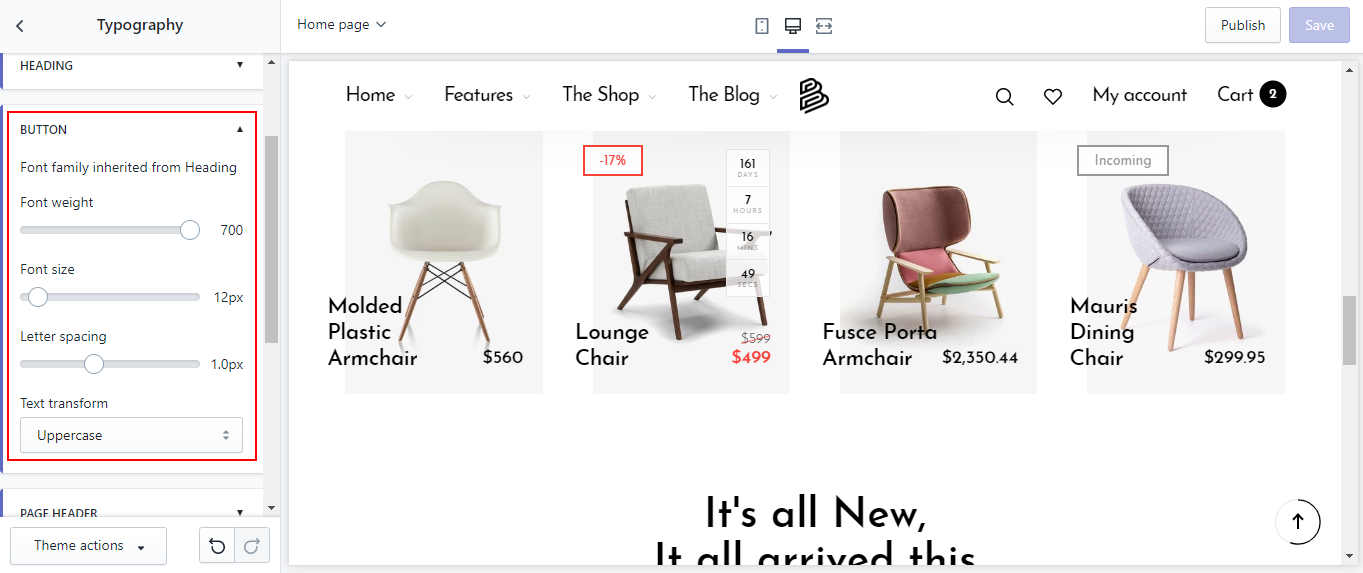 Typography
Home page
Publish
Save
HEADING
BUTTON
Font family inherited from Heading
Font weight
700
Font size
12px
Letter spacing
1.0px
Text transform
Uppercase
PAGE HEADER
Theme actions
Home
Features
The Shop
The Blog
My account
Cart
2
Molded
Plastic
Armchair
$560
-17%
161
DAYS
7
HOURS
16
MINS
49
SECS
Lounge
Chair
$599
$499
Fusce Porta
Armchair
$2,350.44
Incoming
Mauris
Dining
Chair
$299.95
It's all New,
It all arrived this